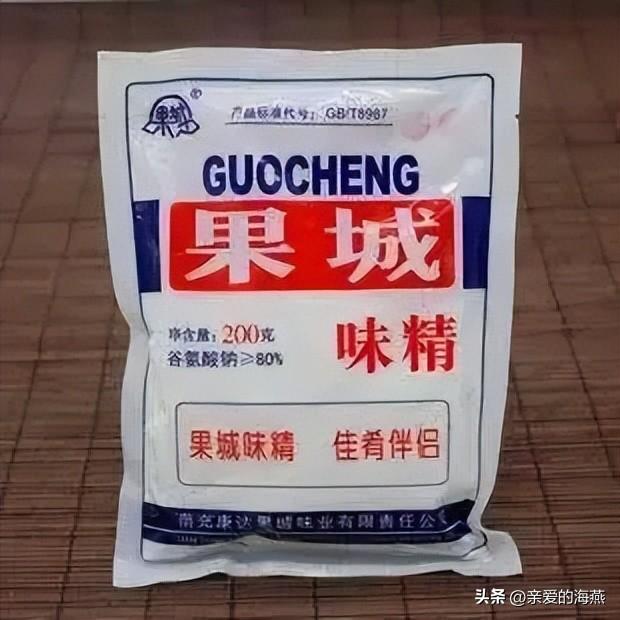 果城®
产品标准代号: GB/T8967
GUOCHENG
果城
净含量: 200克
味精
谷氨酸钠≥80%
果城味精 佳肴伴侣
南充康达果城味业有限责任公
头条 @亲爱的海燕